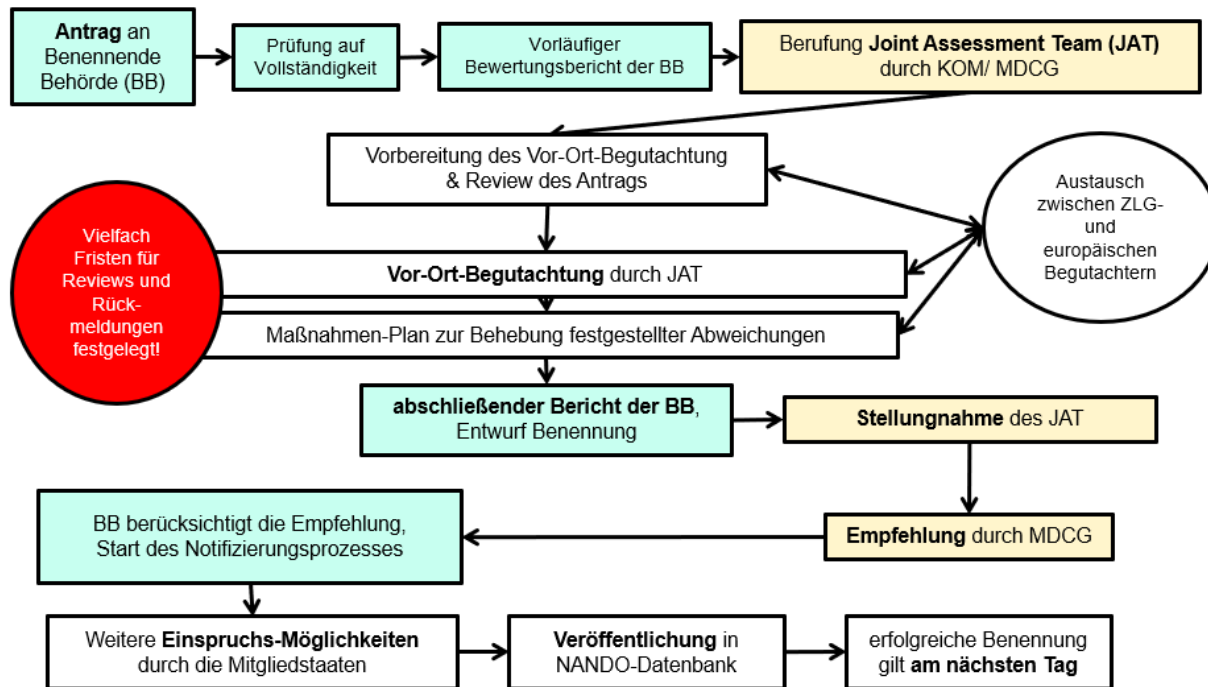 Antrag an
Benennende
Behörde (BB)
Prüfung auf
Vollständigkeit
Vorläufiger
Bewertungsbericht der BB
Berufung Joint Assessment Team (JAT)
durch KOM/ MDCG
Vorbereitung des Vor-Ort-Begutachtung
& Review des Antrags
Austausch
zwischen ZLG-
und
europäischen
Begutachtern
Vielfach
Fristen für
Reviews und
Rück-
meldungen
festgelegt!
Vor-Ort-Begutachtung durch JAT
Maßnahmen-Plan zur Behebung festgestellter Abweichungen
abschließender Bericht der BB,
Entwurf Benennung
Stellungnahme des JAT
BB berücksichtigt die Empfehlung,
Start des Notifizierungsprozesses
Empfehlung durch MDCG
Weitere Einspruchs-Möglichkeiten
durch die Mitgliedstaaten
Veröffentlichung in
NANDO-Datenbank
erfolgreiche Benennung
gilt am nächsten Tag